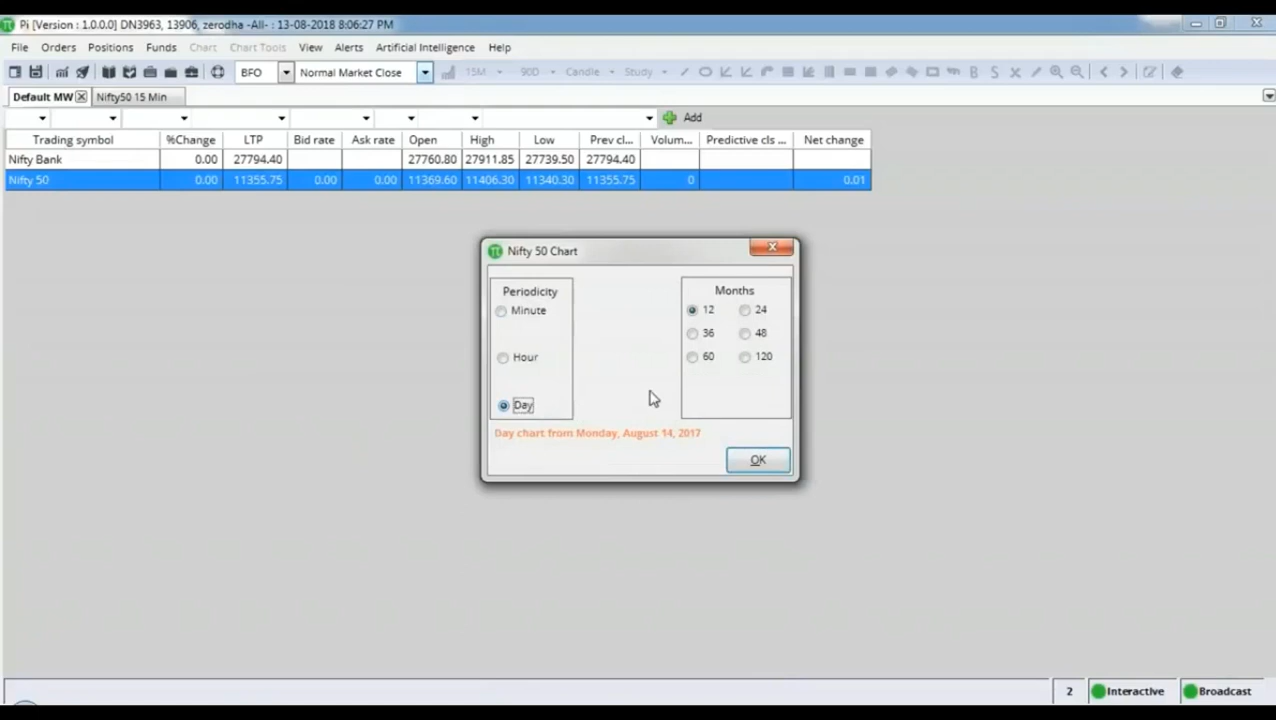 Pi [Version : 1.0.0.0] DN3963, 13906, zerodha -All- : 13-08-2018 8:06:27 PM
File Orders Positions Funds Chart Chart Tools View Alerts Artificial Intelligence Help
BFO Normal Market Close 15M 90D Candle Study B S X
Default MW Nifty50 15 Min
Add
Trading symbol %Change LTP Bid rate Ask rate Open High Low Prev cl... Volum... Predictive cls ... Net change
Nifty Bank 0.00 27794.40 27760.80 27911.85 27739.50 27794.40
Nifty 50 0.00 11355.75 0.00 0.00 11369.60 11406.30 11340.30 11355.75 0 0.01
Nifty 50 Chart
Periodicity Months
Minute 12 24
36 48
Hour 60 120
Day
Day chart from Monday, August 14, 2017
OK
2 Interactive Broadcast